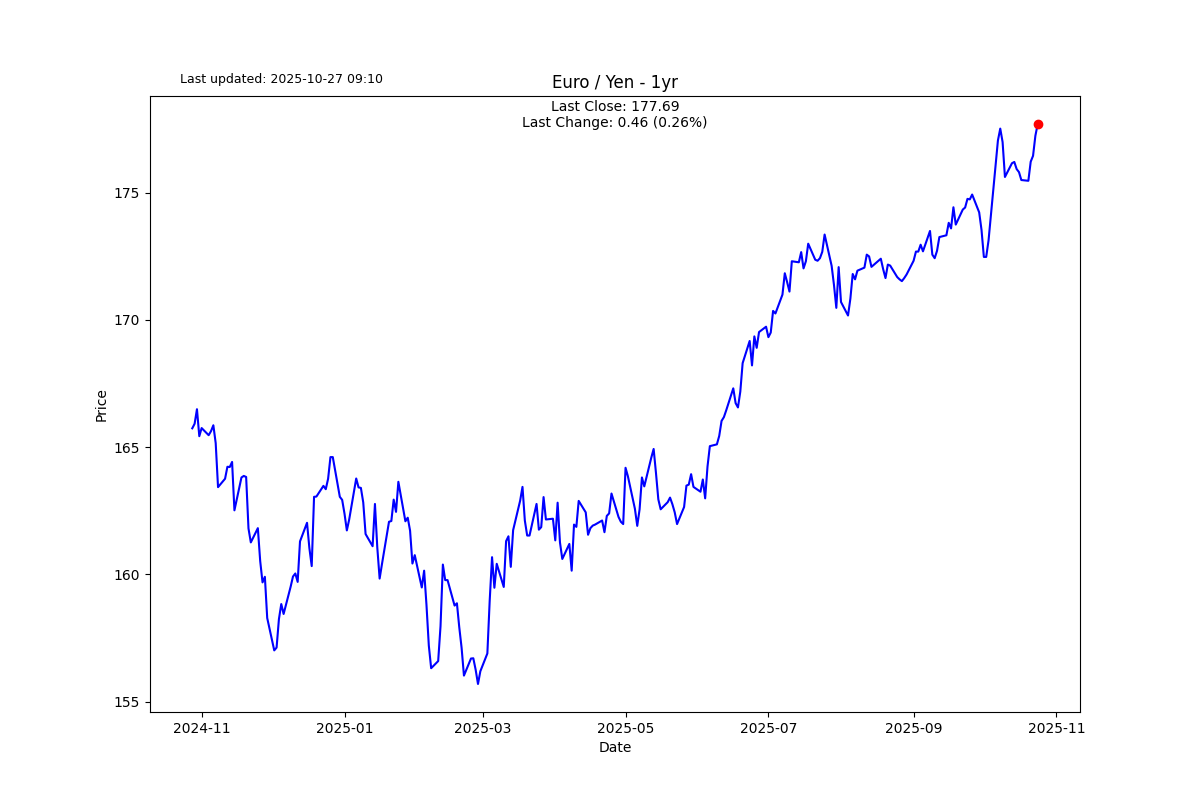 Last updated: 2025-10-27 09:10
Euro / Yen - 1yr
Last Close: 177.69
Last Change: 0.46 (0.26%)
175
170
165
160
155
Price
2024-11
2025-01
2025-03
2025-05
2025-07
2025-09
2025-11
Date